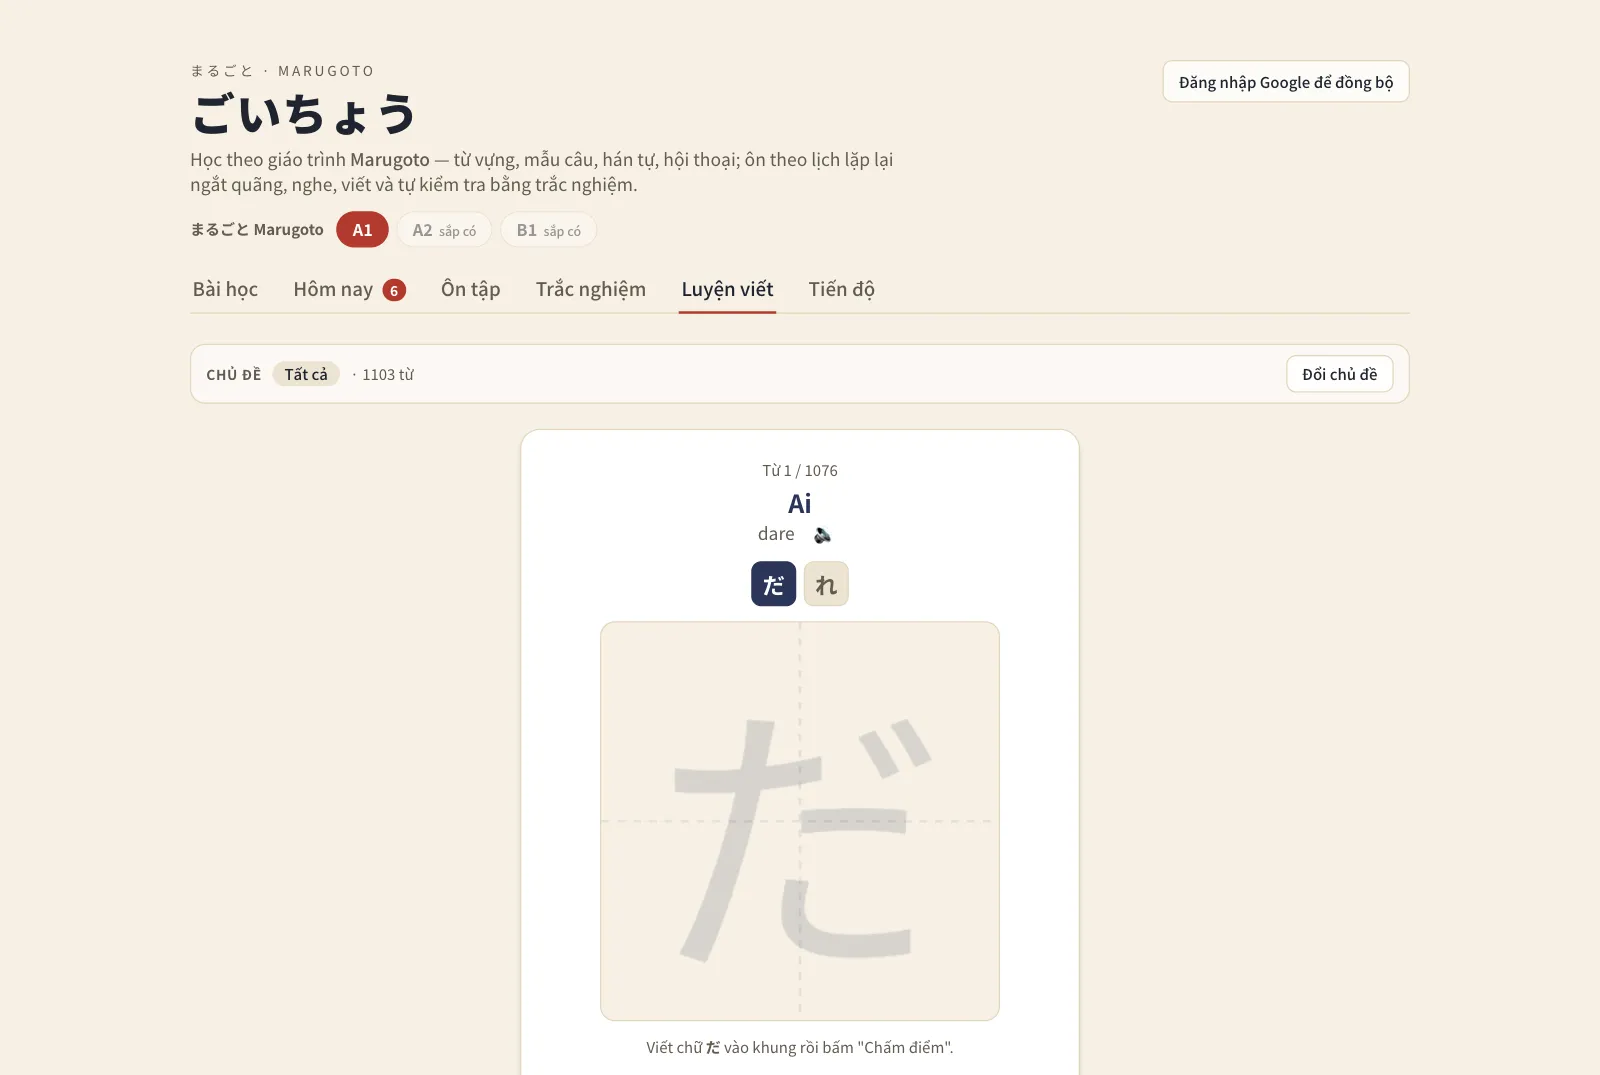 まるごと · MARUGOTO
ごいちょう
Đăng nhập Google để đồng bộ
Học theo giáo trình Marugoto — từ vựng, mẫu câu, hán tự, hội thoại; ôn theo lịch lặp lại
ngắt quãng, nghe, viết và tự kiểm tra bằng trắc nghiệm.
まるごと Marugoto A1 A2 sắp có B1 sắp có
Bài học Hôm nay 6 Ôn tập Trắc nghiệm Luyện viết Tiến độ
CHỦ ĐỀ Tất cả · 1103 từ Đổi chủ đề
Từ 1 / 1076
Ai
dare
だ れ
だ
Viết chữ だ vào khung rồi bấm "Chấm điểm".